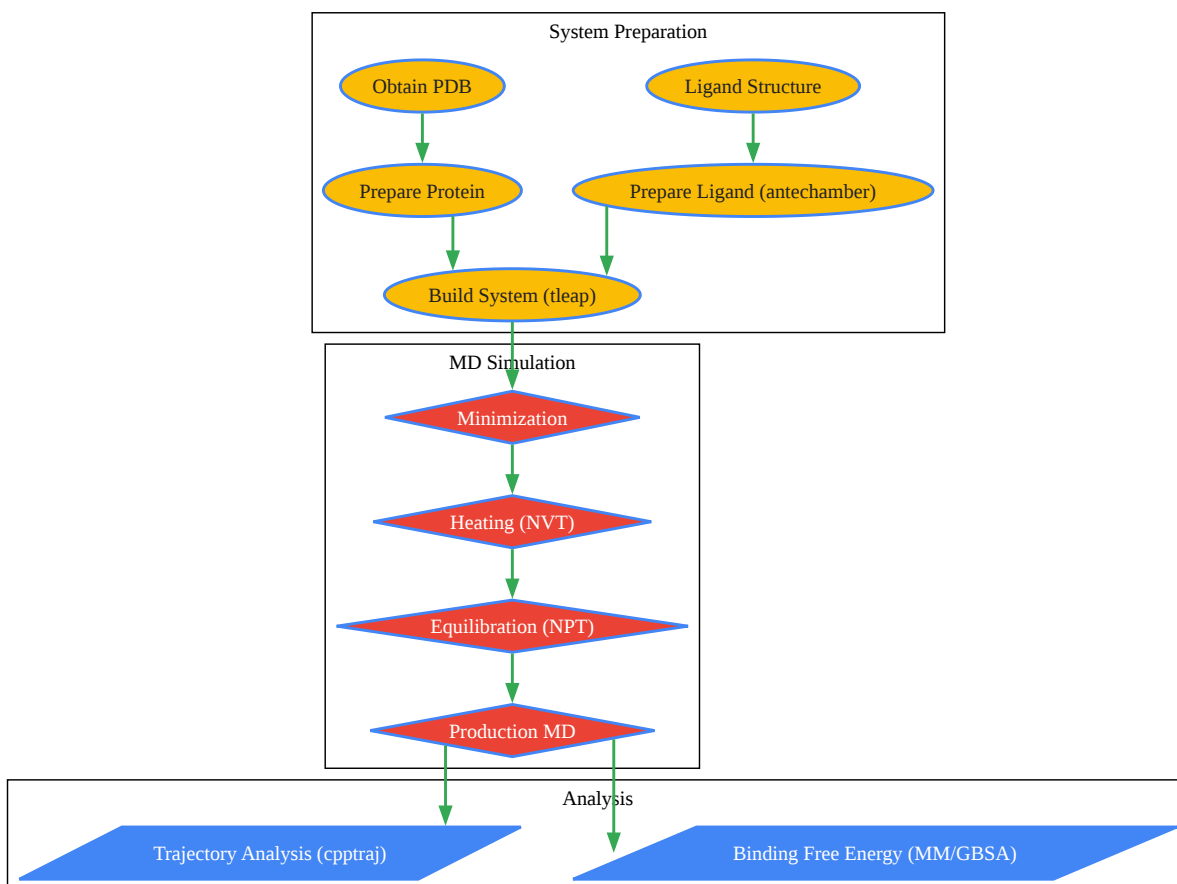 System Preparation
Obtain PDB
Ligand Structure
Prepare Protein
Prepare Ligand (antechamber)
Build System (tleap)
MD Simulation
Minimization
Heating (NVT)
Equilibration (NPT)
Production MD
Analysis
Trajectory Analysis (cpptraj)
Binding Free Energy (MM/GBSA)